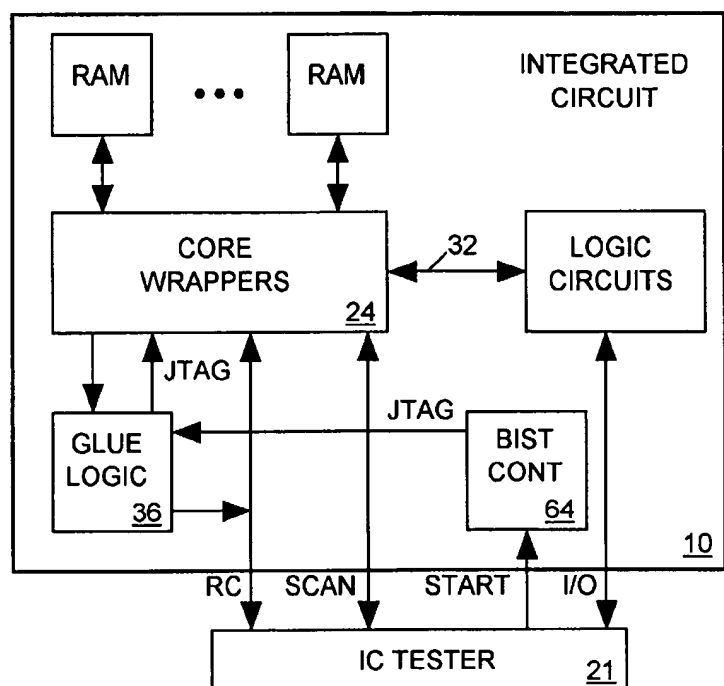 RAM
RAM
INTEGRATED
CIRCUIT
CORE
WRAPPERS
24
32
LOGIC
CIRCUITS
JTAG
GLUE
LOGIC
36
JTAG
BIST
CONT
64
10
RC
SCAN
START
I/O
IC TESTER
21